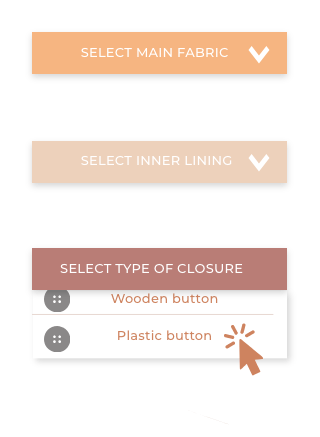 SELECT MAIN FABRIC
SELECT INNER LINING
SELECT TYPE OF CLOSURE
Wooden button
Plastic button